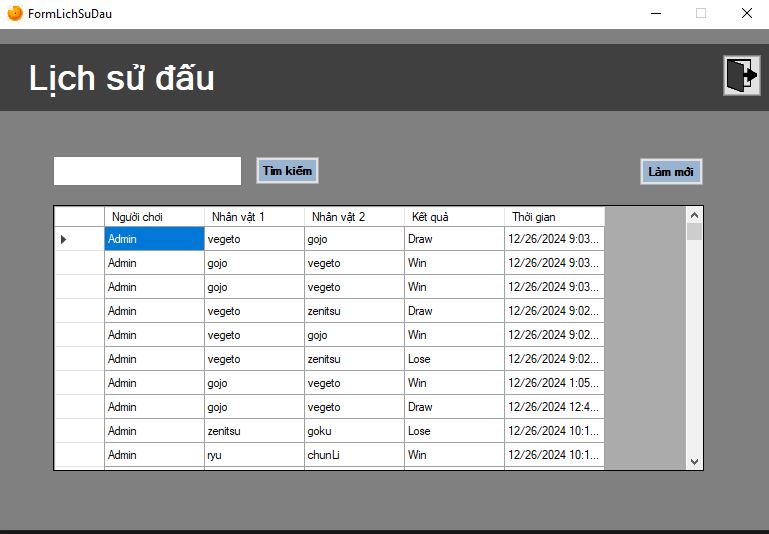 FormLichSuDau
Lịch sử đấu
Tìm kiếm
Làm mới
Người chơi Nhân vật 1 Nhân vật 2 Kết quả Thời gian
Admin vegeto gojo Draw 12/26/2024 9:03...
Admin gojo vegeto Win 12/26/2024 9:03...
Admin gojo vegeto Win 12/26/2024 9:03...
Admin vegeto zenitsu Draw 12/26/2024 9:02...
Admin vegeto gojo Win 12/26/2024 9:02...
Admin vegeto zenitsu Lose 12/26/2024 9:02...
Admin gojo vegeto Win 12/26/2024 1:05...
Admin gojo vegeto Draw 12/26/2024 12:4...
Admin zenitsu goku Lose 12/26/2024 10:1...
Admin ryu chunLi Win 12/26/2024 10:1...